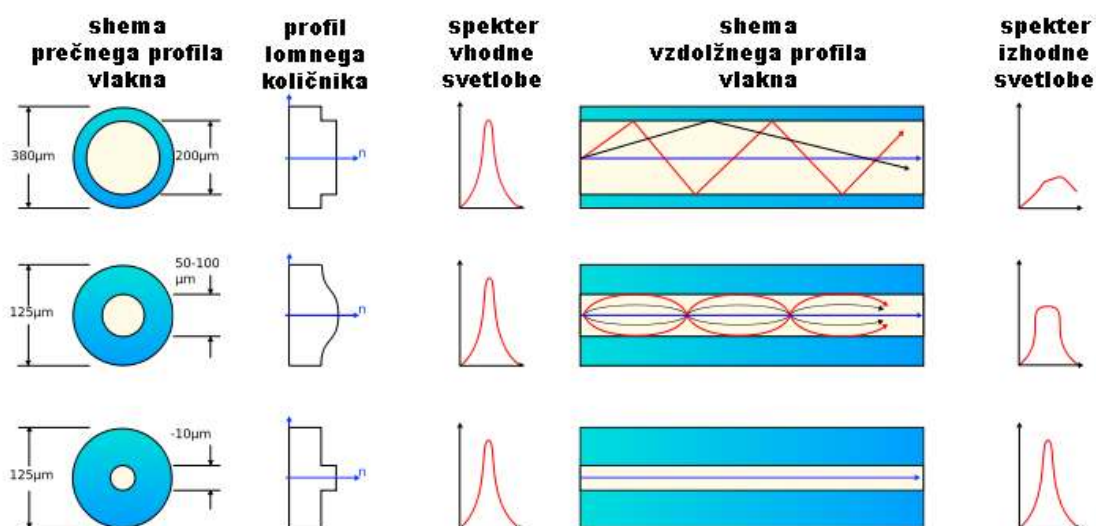 shema
prečnega profila
vlakna
profil
lomnega
količnika
spekter
vhodne
svetlobe
shema
vzdolžnega profila
vlakna
spekter
izhodne
svetlobe
380µm
200µm
n
125µm
50-100
µm
n
125µm
-10µm
n